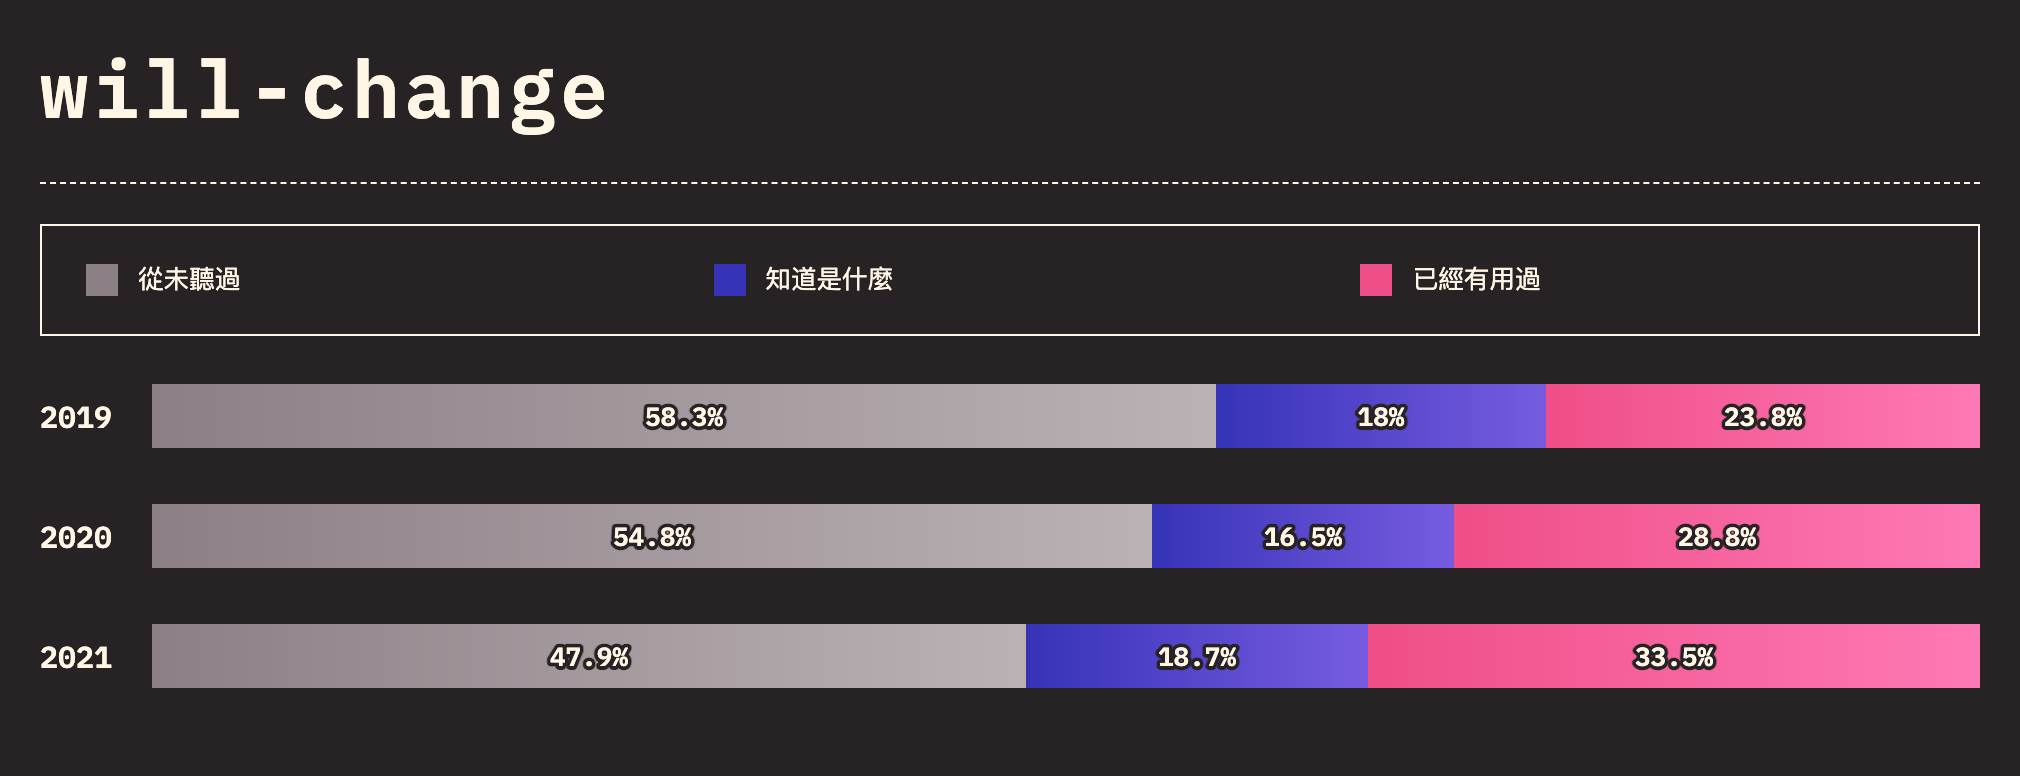 will-change
從未聽過 知道是什麼 已經有用過
2019 58.3% 18% 23.8%
2020 54.8% 16.5% 28.8%
2021 47.9% 18.7% 33.5%